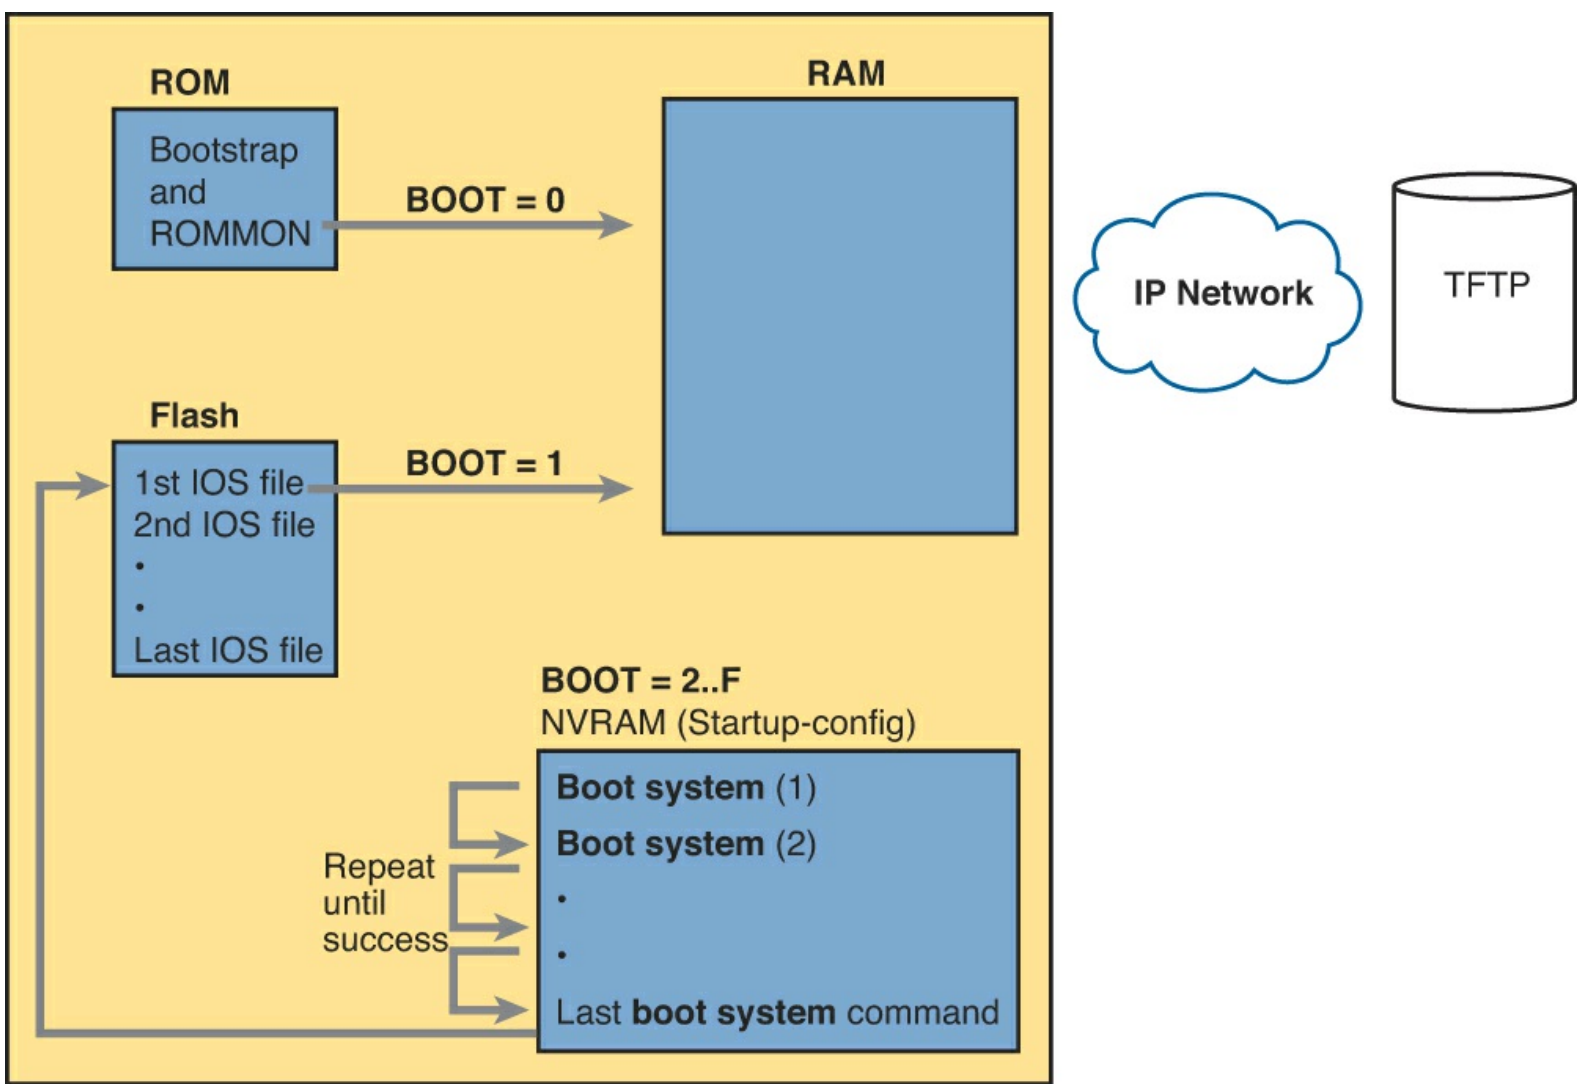 ROM
Bootstrap
and
ROMMON
BOOT = 0
RAM
IP Network
TFTP
Flash
1st IOS file
2nd IOS file
•
•
Last IOS file
BOOT = 1
BOOT = 2..F
NVRAM (Startup-config)
Boot system (1)
Boot system (2)
•
•
Last boot system command
Repeat
until
success